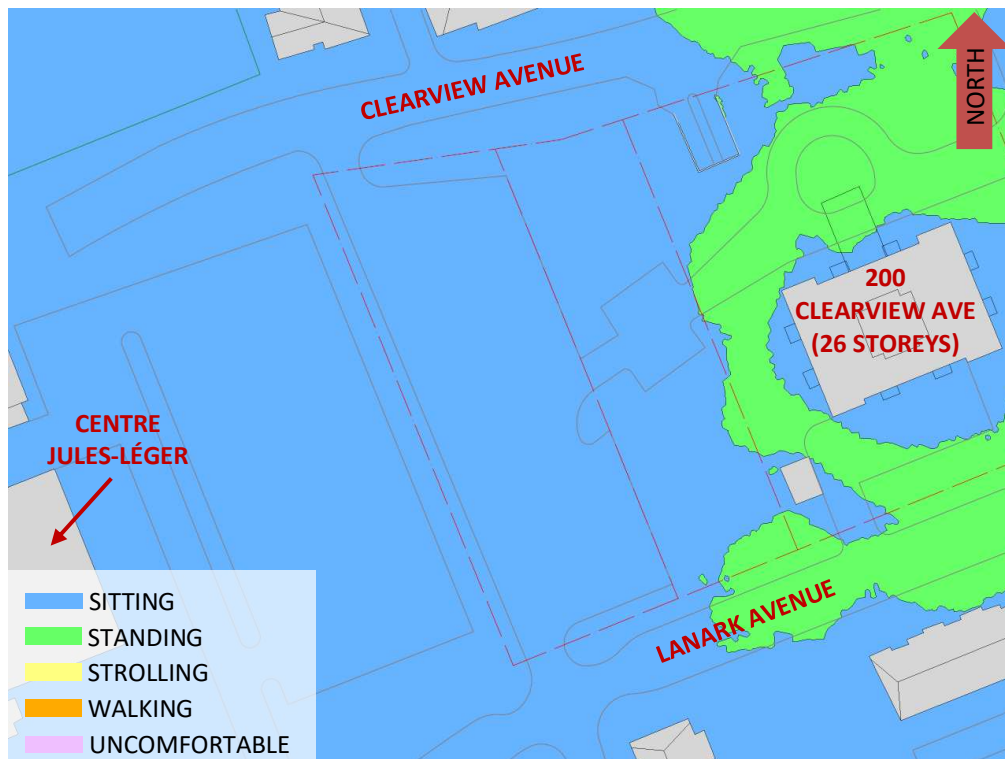 CLEARVIEW AVENUE
NORTH
200
CLEARVIEW AVE
(26 STOREYS)
CENTRE
JULES-LÉGER
LANARK AVENUE
SITTING
STANDING
STROLLING
WALKING
UNCOMFORTABLE